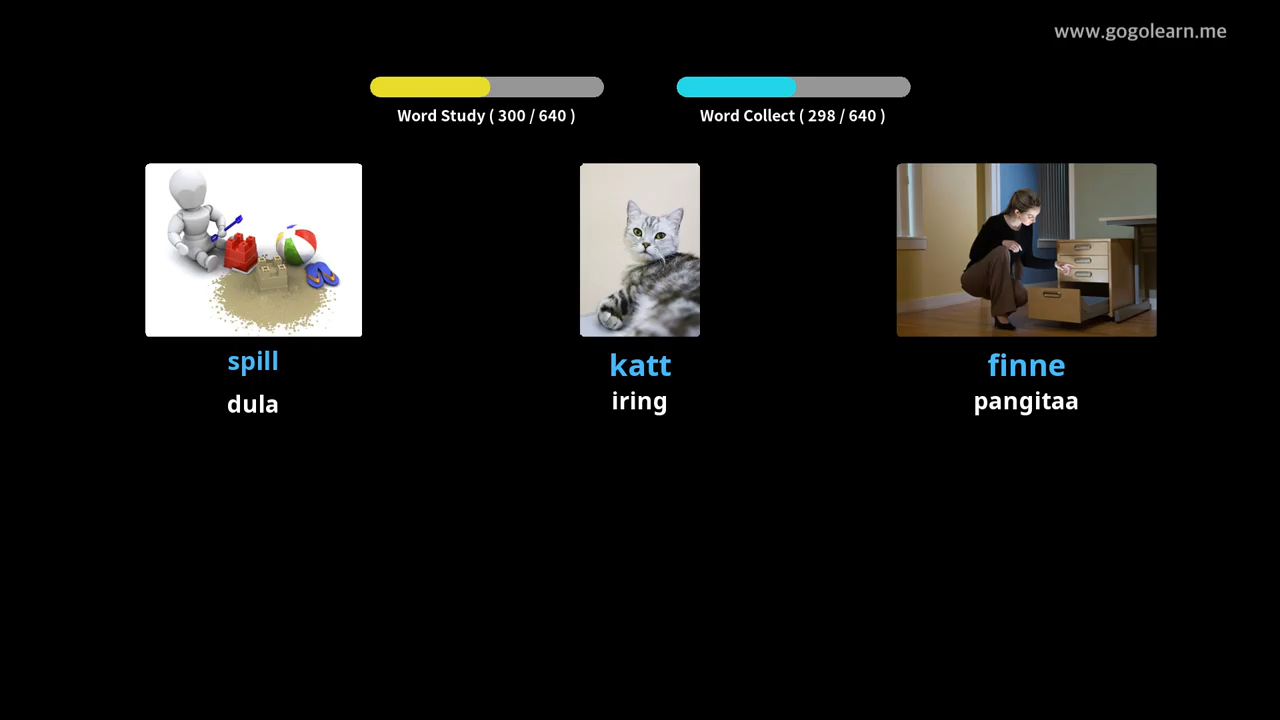 www.gogolearn.me
Word Study ( 300 / 640 )
Word Collect ( 298 / 640 )
spill
dula
katt
iring
finne
pangitaa